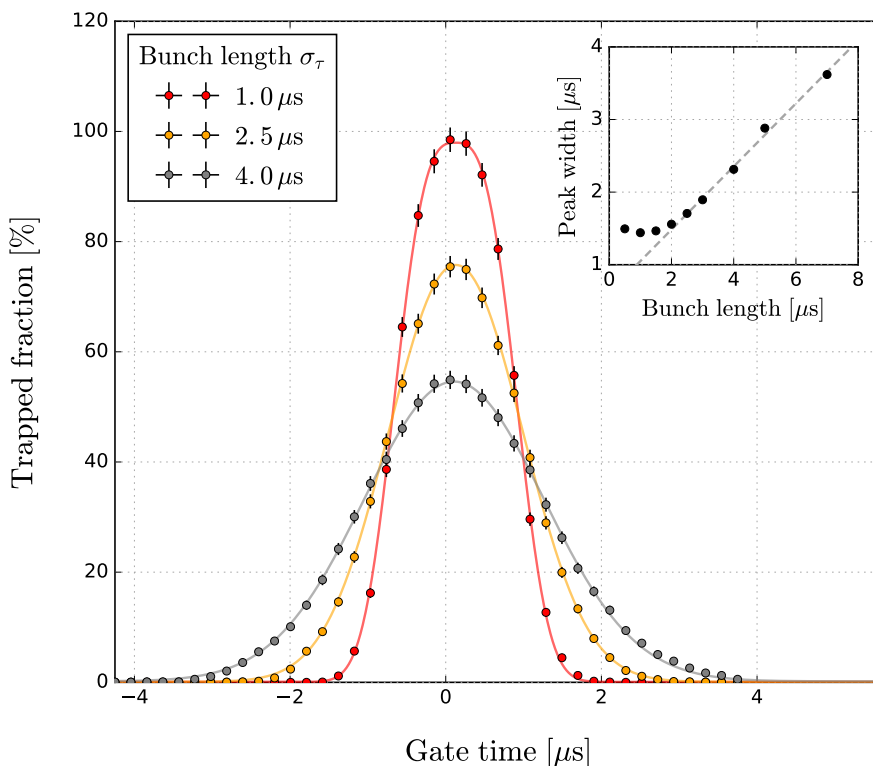 120
100
80
60
40
20
0
−4
−2
0
2
4
Trapped fraction [%]
Gate time [μs]
Bunch length στ
1.0 μs
2.5 μs
4.0 μs
4
3
2
1
0
2
4
6
8
Peak width [μs]
Bunch length [μs]